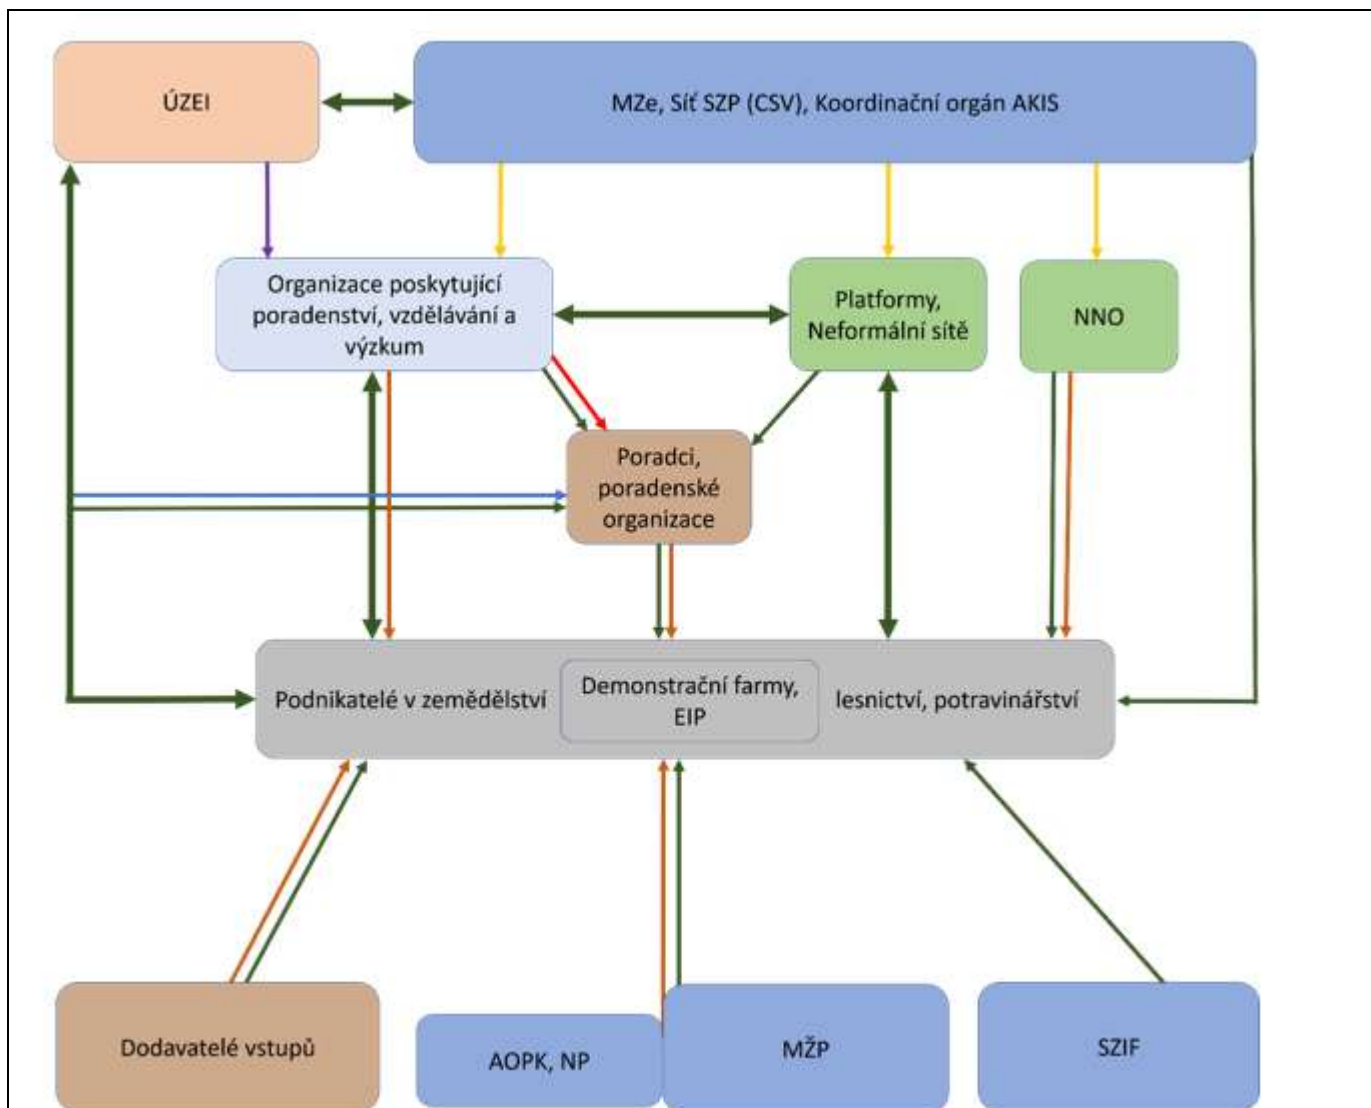 ÚZEI
MZe, Síť SZP (CSV), Koordinační orgán AKIS
Organizace poskytující
poradenství, vzdělávání a
výzkum
Platformy,
Neformální sítě
NNO
Poradci,
poradenské
organizace
Podnikatelé v zemědělství
Demonstrační farmy,
EIP
lesnictví, potravinářství
Dodavatelé vstupů
AOPK, NP
MŽP
SZIF